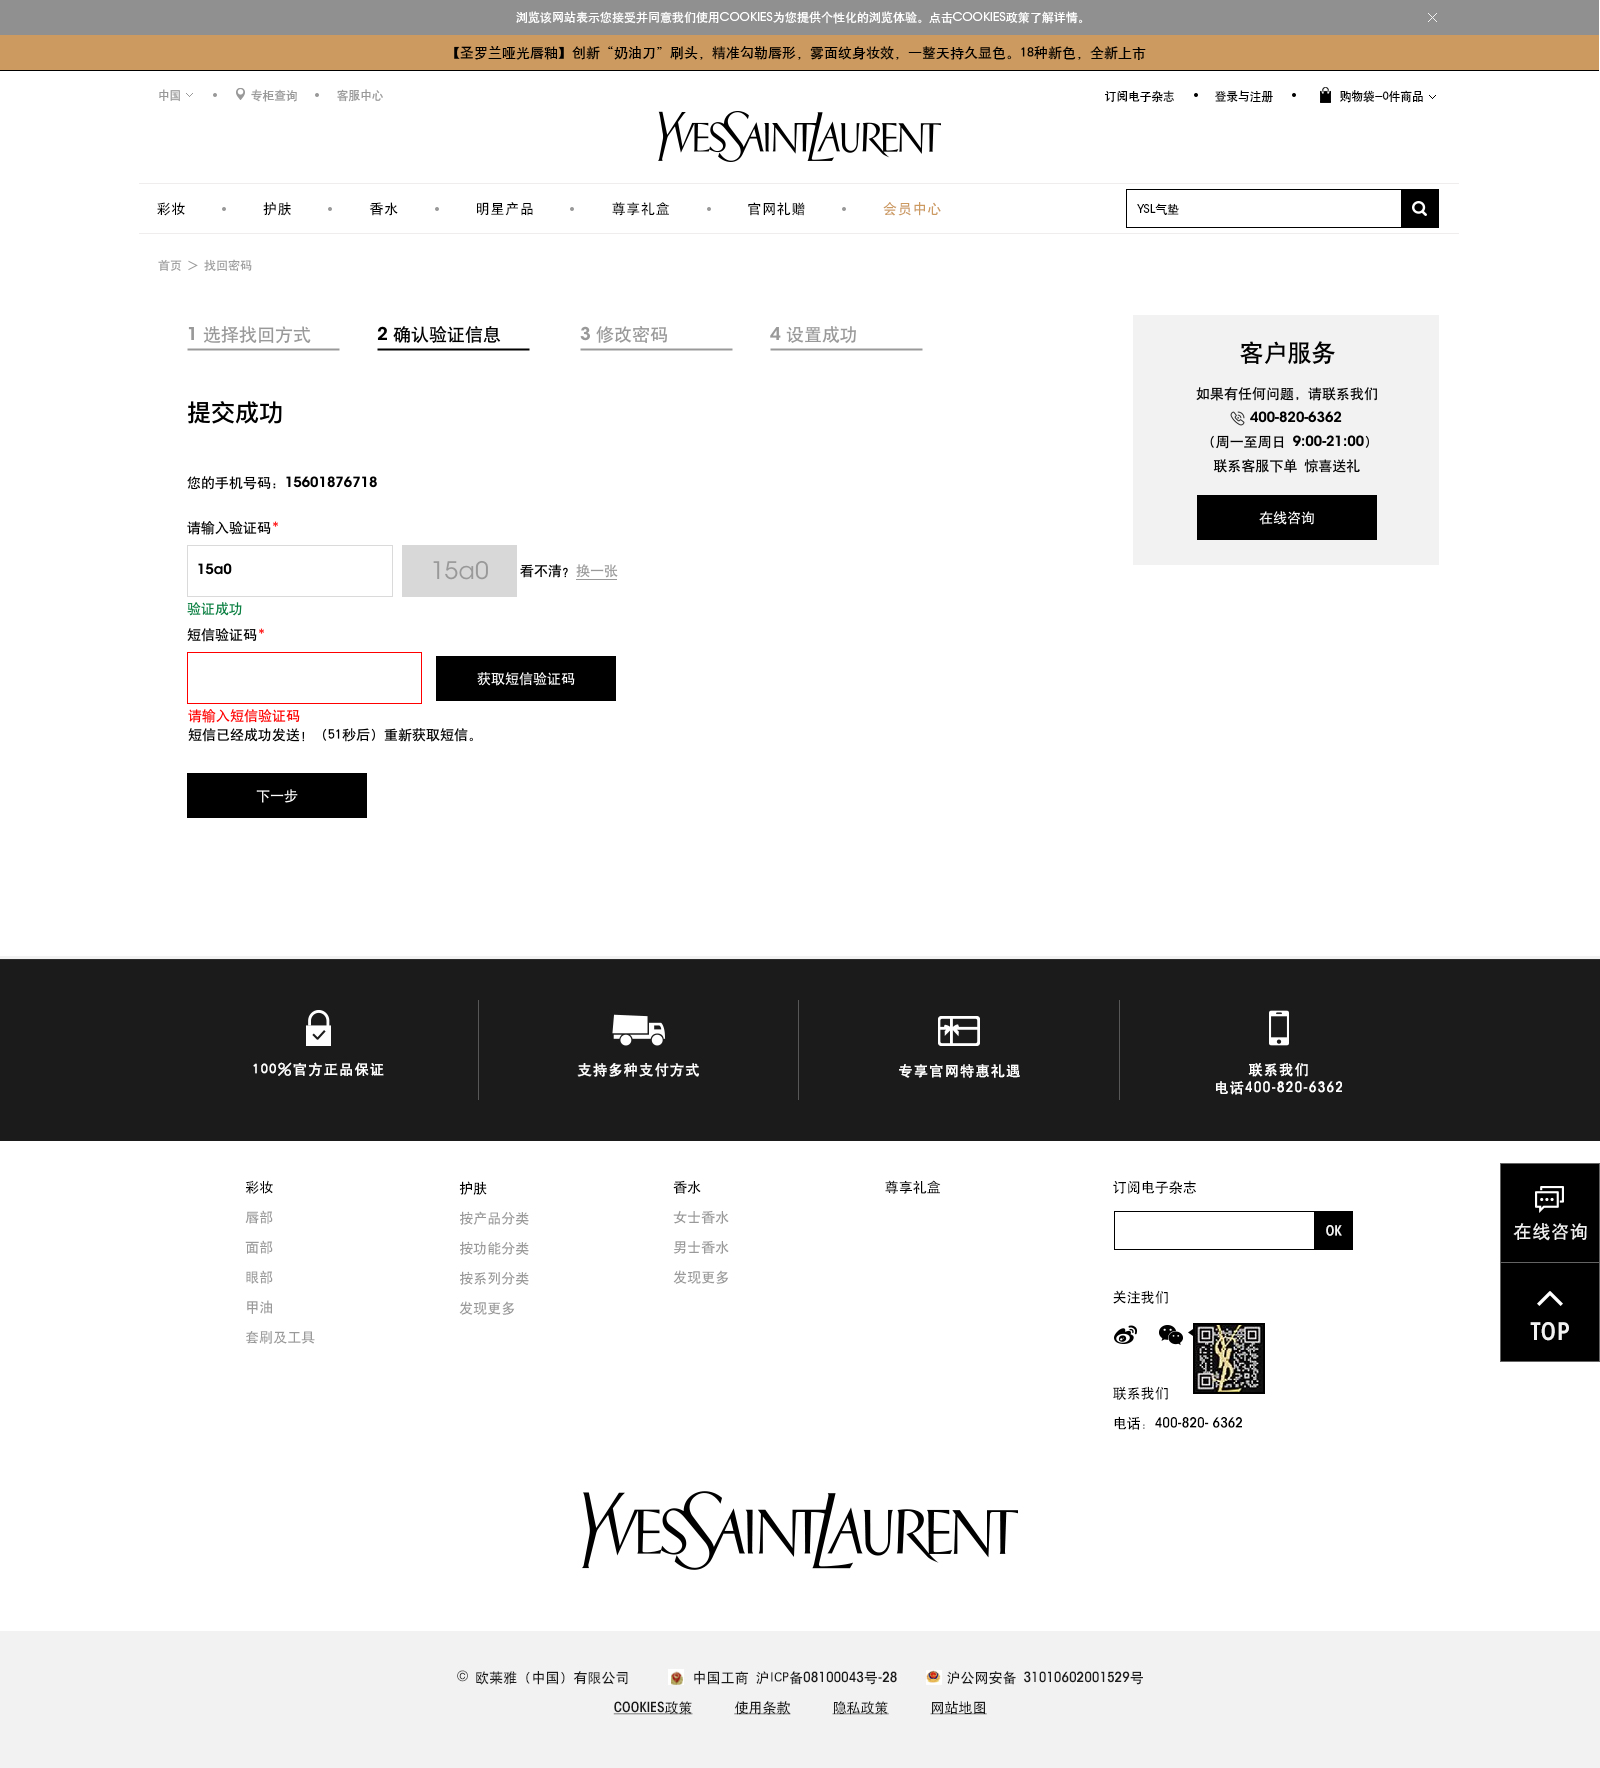 浏览该网站表示您接受并同意我们使用COOKIES为您提供个性化的浏览体验。点击COOKIES政策了解详情。
【圣罗兰哑光唇釉】创新“奶油刀”刷头，精准勾勒唇形，雾面纹身妆效，一整天持久显色。18种新色，全新上市
中国 • 专柜查询 • 客服中心
订阅电子杂志 • 登录与注册 • 购物袋—0件商品
YVESSAINTLAURENT
彩妆 • 护肤 • 香水 • 明星产品 • 尊享礼盒 • 官网礼赠 • 会员中心
YSL气垫
首页 > 找回密码
1 选择找回方式
2 确认验证信息
3 修改密码
4 设置成功
提交成功
您的手机号码：15601876718
请输入验证码*
15a0
15a0
看不清？换一张
验证成功
短信验证码*
获取短信验证码
请输入短信验证码
短信已经成功发送！（51秒后）重新获取短信。
下一步
客户服务
如果有任何问题，请联系我们
400-820-6362
（周一至周日 9:00-21:00）
联系客服下单 惊喜送礼
在线咨询
100%官方正品保证
支持多种支付方式
专享官网特惠礼遇
联系我们
电话400-820-6362
彩妆
唇部
面部
眼部
甲油
套刷及工具
护肤
按产品分类
按功能分类
按系列分类
发现更多
香水
女士香水
男士香水
发现更多
尊享礼盒
订阅电子杂志
OK
关注我们
联系我们
电话：400-820- 6362
在线咨询
TOP
YVESSAINTLAURENT
© 欧莱雅（中国）有限公司 中国工商 沪ICP备08100043号-28 沪公网安备 31010602001529号
COOKIES政策 使用条款 隐私政策 网站地图